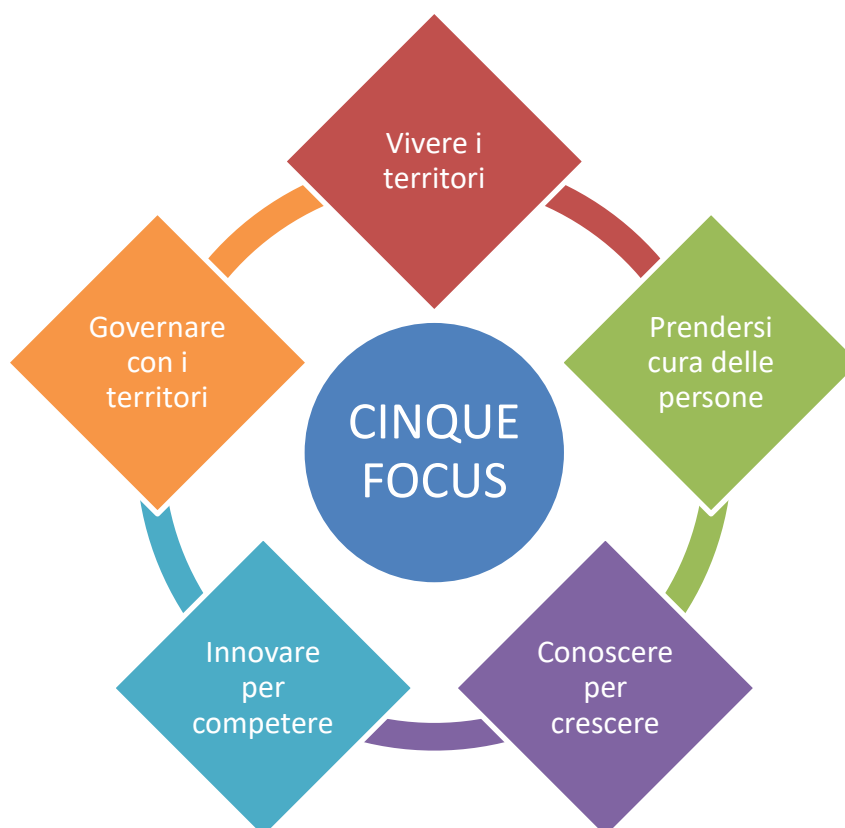 Vivere i
territori
Prendersi
cura delle
persone
Conoscere
per
crescere
Innovare
per
competere
Governare
con i
territori
CINQUE
FOCUS